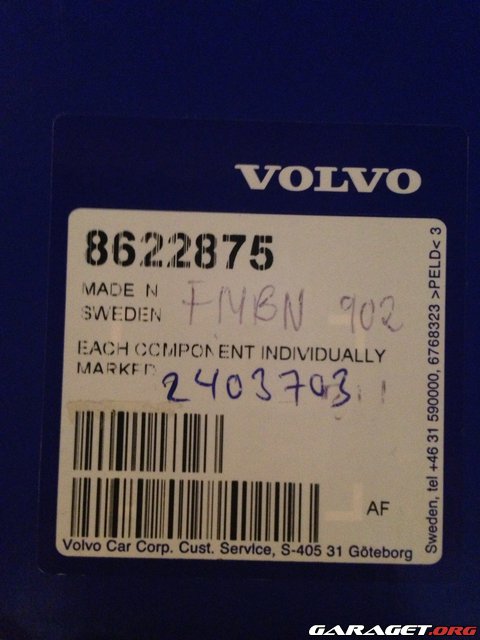 VOLVO
8622875
MADE N
SWEDEN
FMBN 902
EACH COMPONENT INDIVIDUALLY
MARKED
2403703
AF
Volvo Car Corp. Cust. Service, S-405 31 Göteborg
Sweden, tel +46 31 590000, 6768323 >PELD< 3
GARAGET.ORG